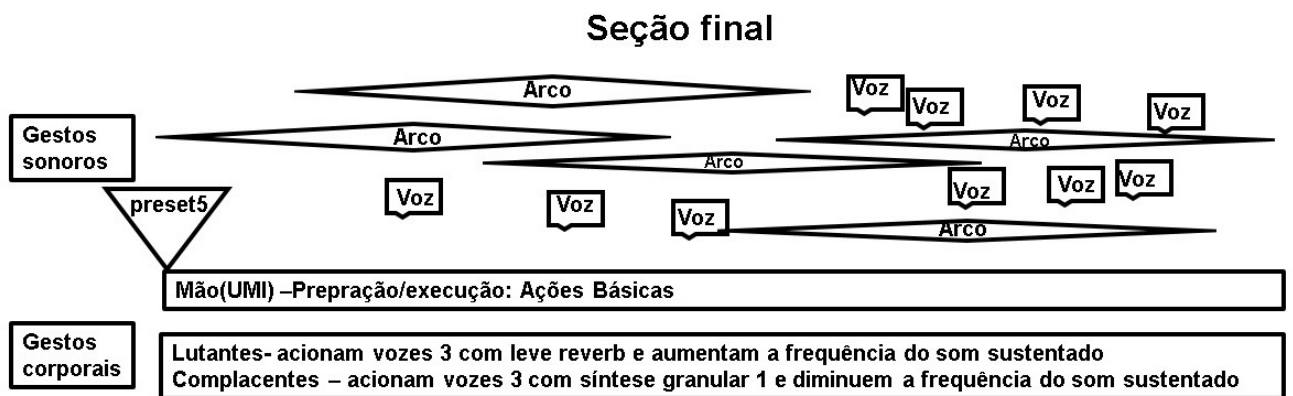 Seção final
Arco
Voz
Voz
Voz
Voz
Gestos
sonoros
Arco
Arco
Arco
preset5
Voz
Voz
Voz
Voz
Voz
Voz
Arco
Mão(UMI) –Prepração/execução: Ações Básicas
Gestos
corporais
Lutantes- acionam vozes 3 com leve reverb e aumentam a frequência do som sustentado
Complacentes – acionam vozes 3 com síntese granular 1 e diminuem a frequência do som sustentado